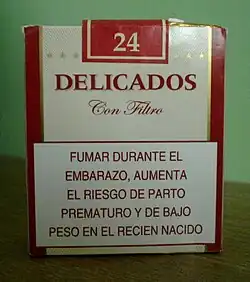 24
DELICADOS
Con Filtro
FUMAR DURANTE EL
EMBARAZO, AUMENTA
EL RIESGO DE PARTO
PREMATURO Y DE BAJO
PESO EN EL RECIEN NACIDO